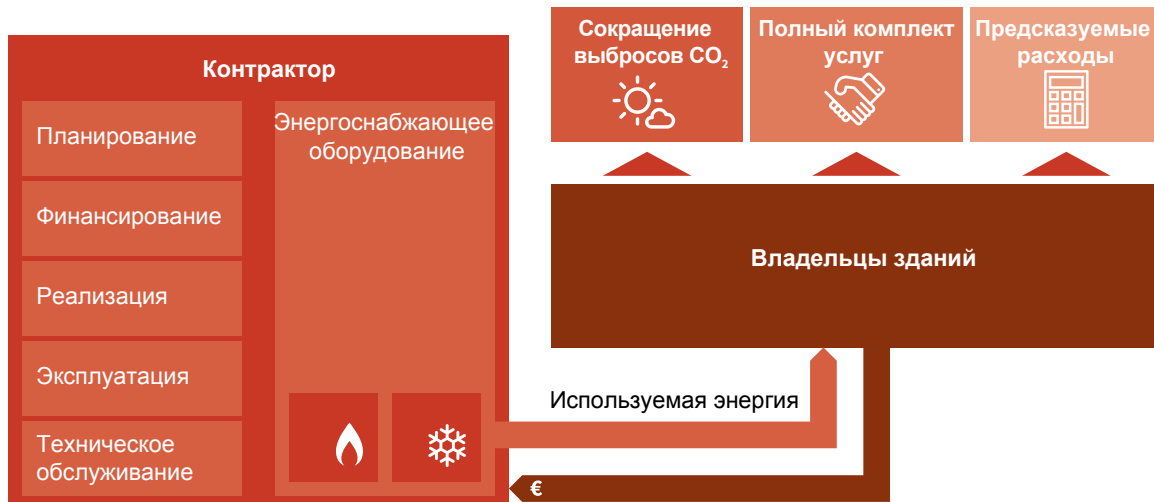 Контрактор
Планирование
Финансирование
Реализация
Эксплуатация
Техническое
обслуживание
Энергоснабжающее
оборудование
Используемая энергия
€
Сокращение
выбросов CO₂
Полный комплект
услуг
Предсказуемые
расходы
Владельцы зданий